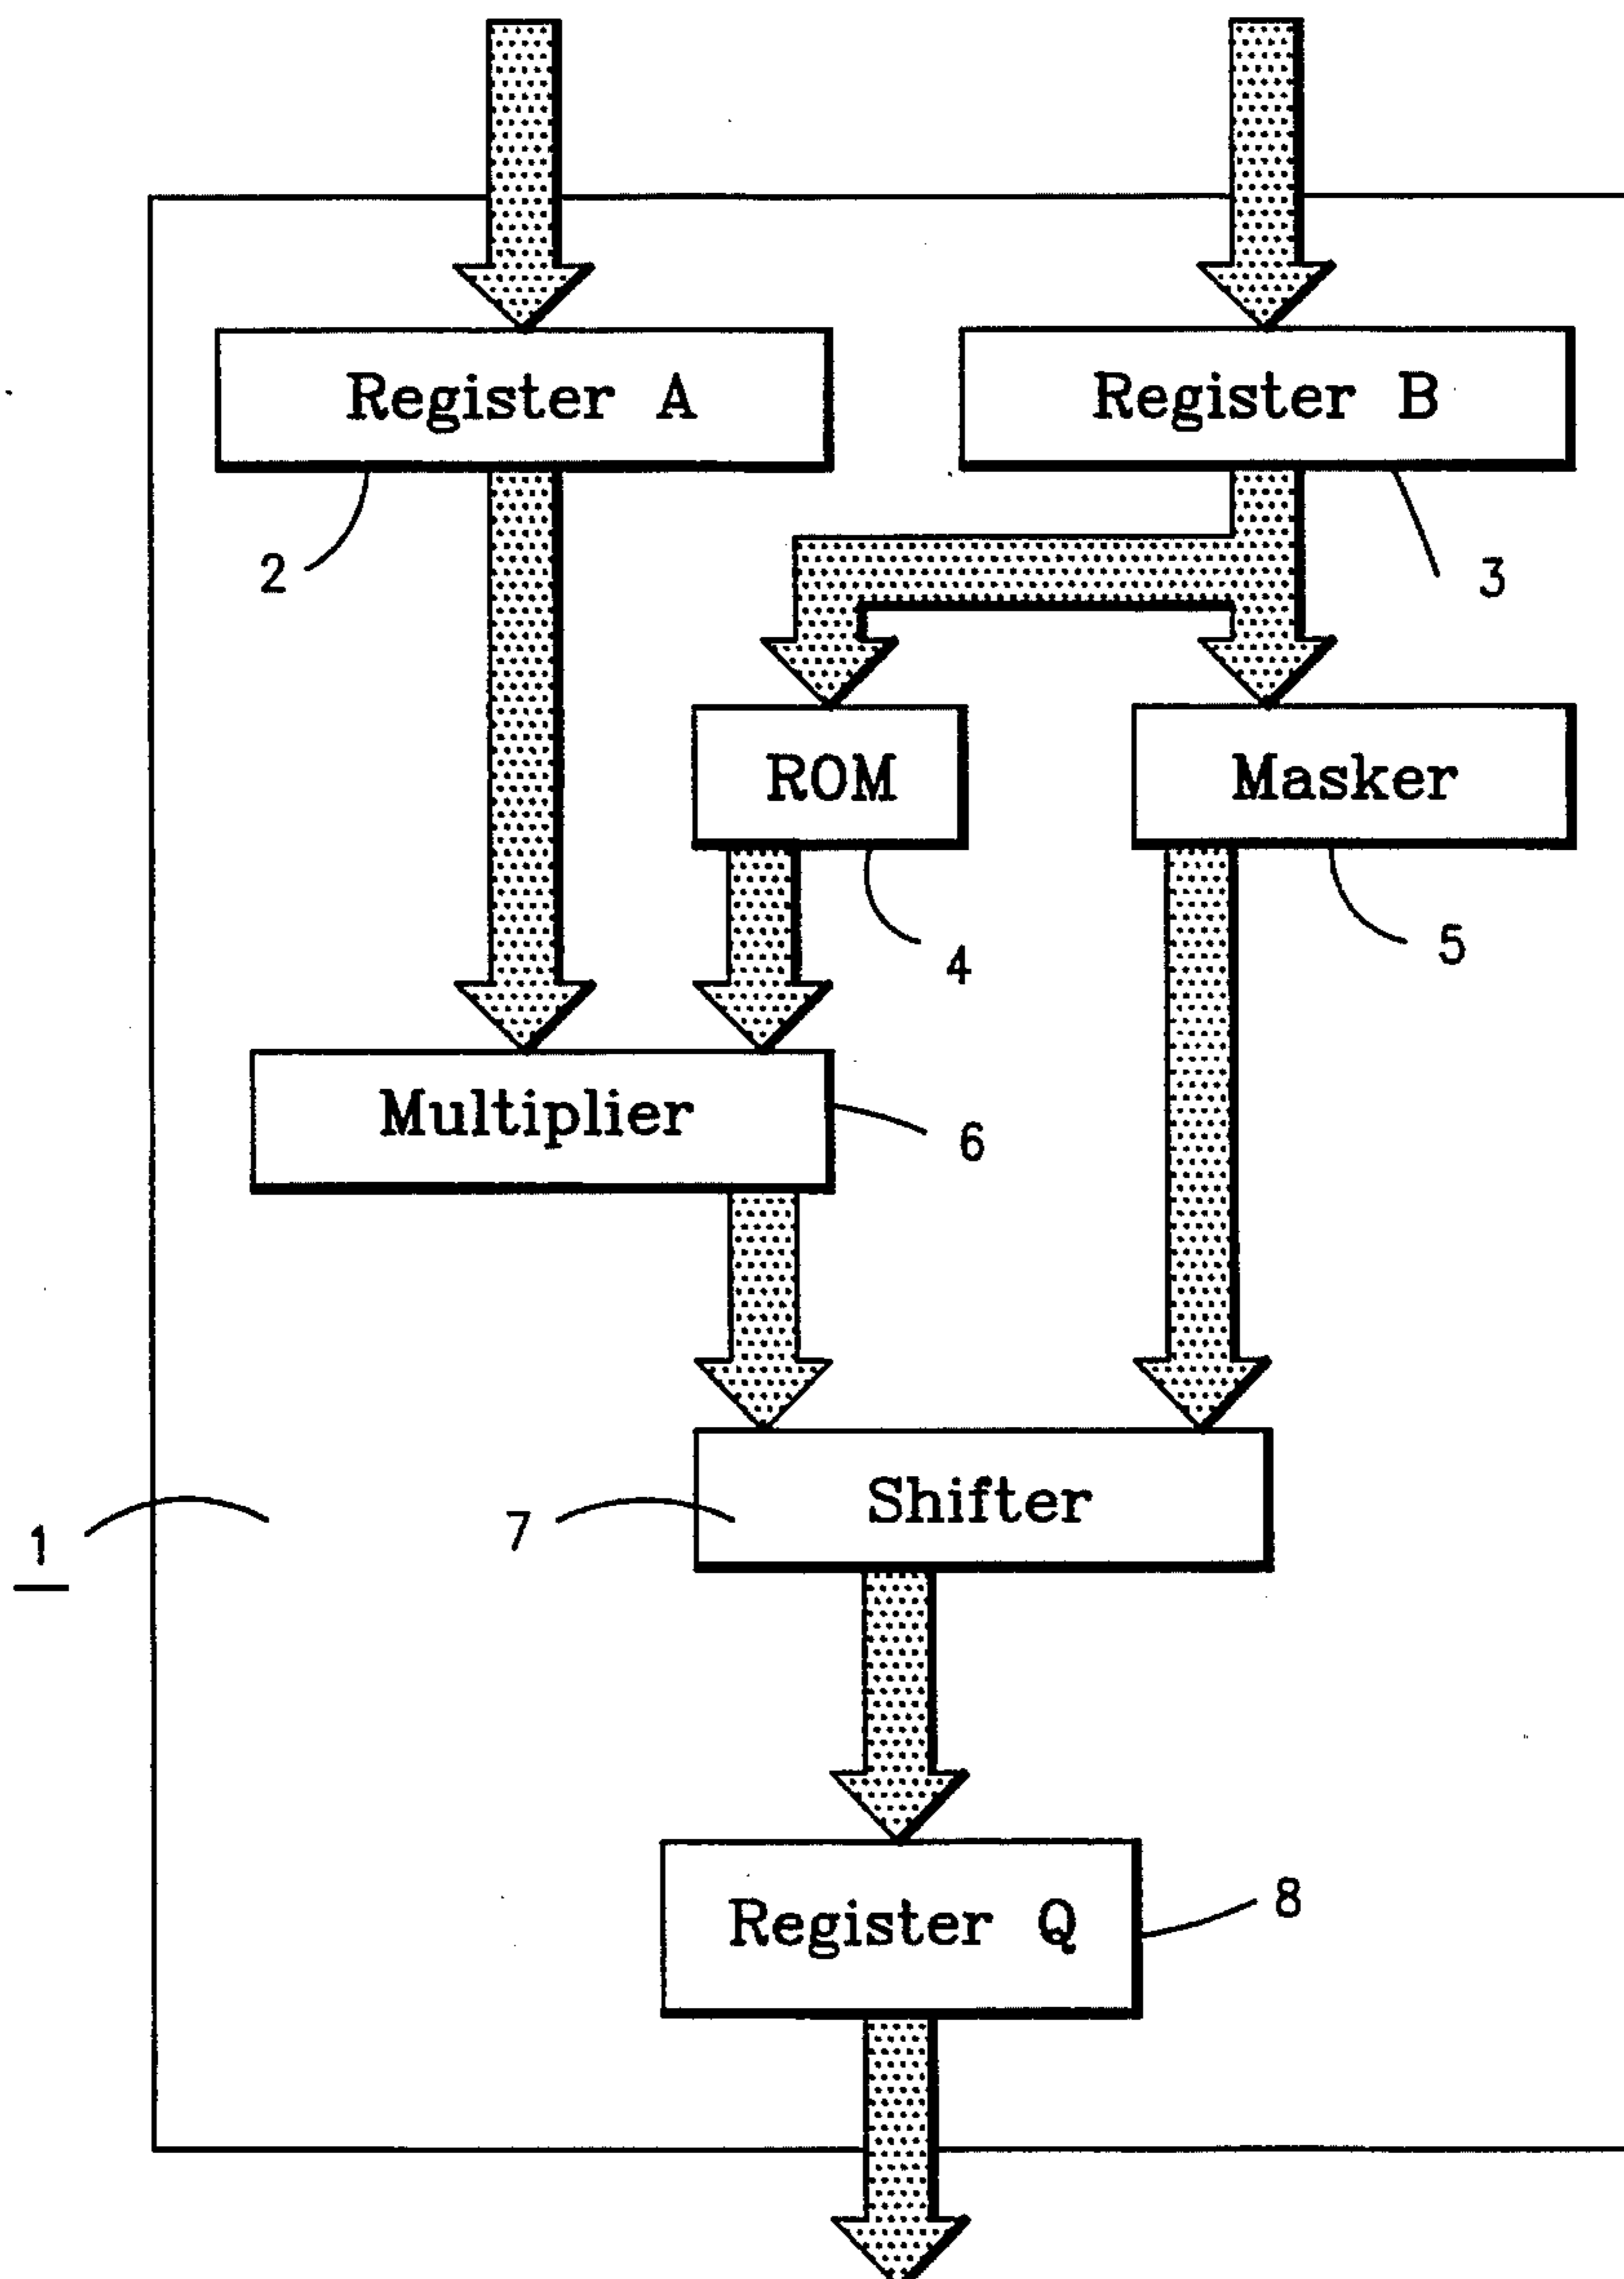 Register A
Register B
2
3
ROM
Masker
4
5
Multiplier
6
Shifter
7
1
Register Q
8